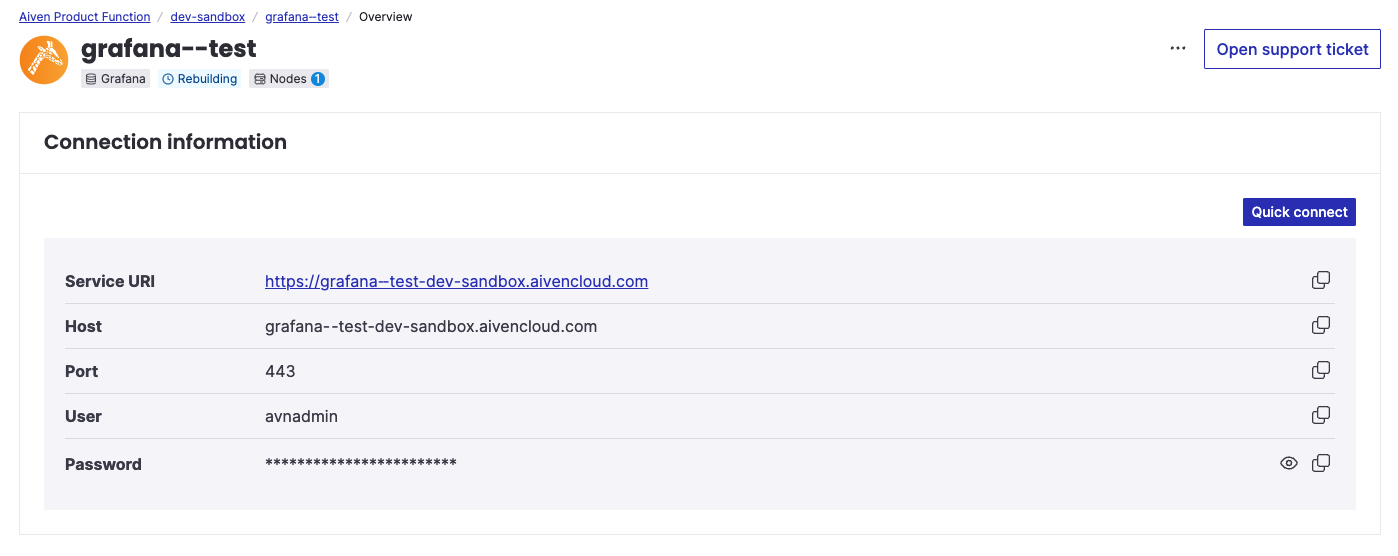 Aiven Product Function / dev-sandbox / grafana--test / Overview
grafana--test
Grafana Rebuilding Nodes 1
... Open support ticket
Connection information
Quick connect
Service URI https://grafana--test-dev-sandbox.aivencloud.com
Host grafana--test-dev-sandbox.aivencloud.com
Port 443
User avnadmin
Password ************************